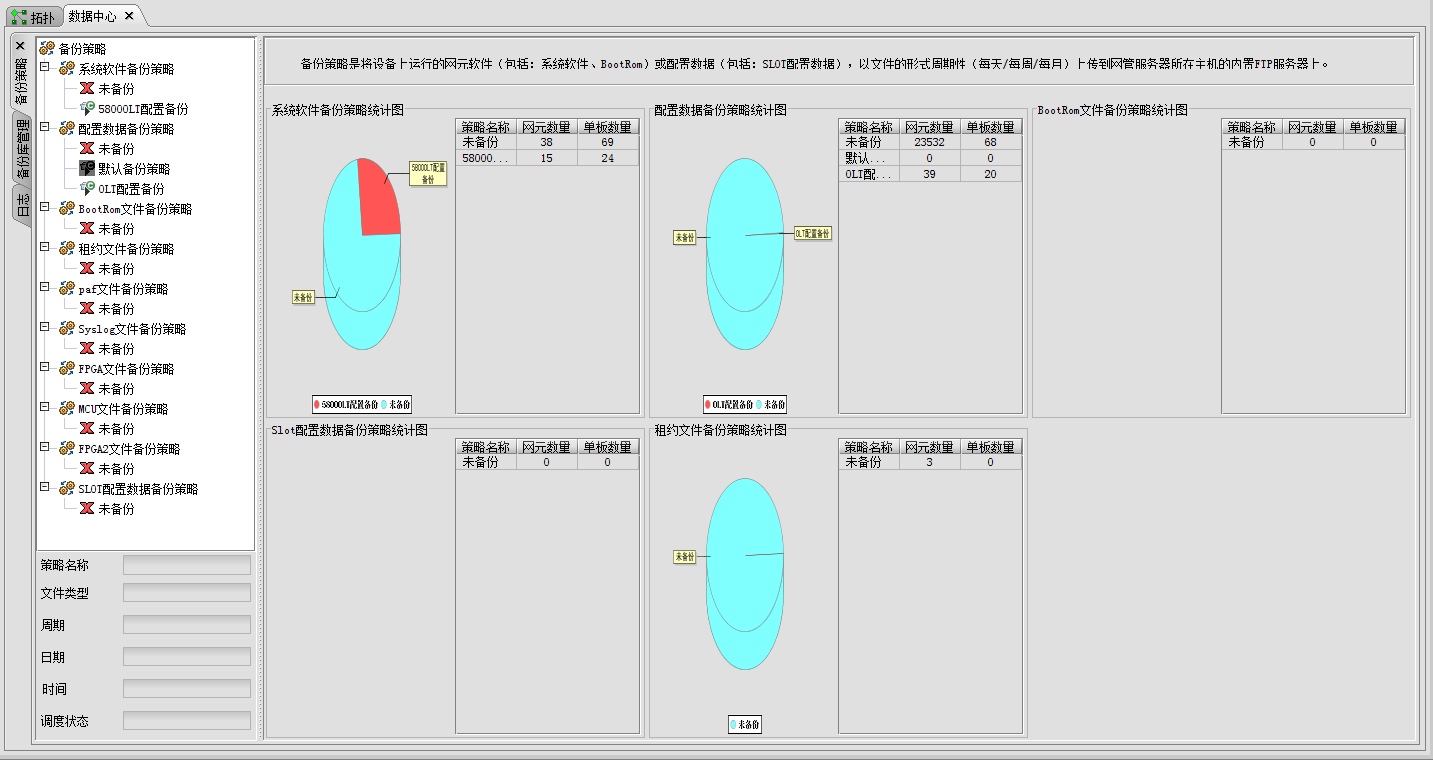 拓扑
数据中心
备份策略
备份库管理
日志
备份策略
系统软件备份策略
未备份
5800OLT配置备份
配置数据备份策略
未备份
默认备份策略
OLT配置备份
BootRom文件备份策略
未备份
租约文件备份策略
未备份
paf文件备份策略
未备份
Syslog文件备份策略
未备份
FPGA文件备份策略
未备份
MCU文件备份策略
未备份
FPGA2文件备份策略
未备份
SLOT配置数据备份策略
未备份
策略名称
文件类型
周期
日期
时间
调度状态
备份策略是将设备上运行的网元软件（包括：系统软件、BootRom）或配置数据（包括：SLOT配置数据），以文件的形式周期性（每天/每周/每月）上传到网管服务器所在主机的内置FTP服务器上。
系统软件备份策略统计图
5800OLT配置
备份
未备份
5800OLT配置备份 未备份
策略名称 网元数量 单板数量
未备份 38 69
5800O... 15 24
配置数据备份策略统计图
未备份
OLT配置备份
OLT配置备份 未备份
策略名称 网元数量 单板数量
未备份 23532 68
默认... 0 0
OLT配... 39 20
BootRom文件备份策略统计图
策略名称 网元数量 单板数量
未备份 0 0
Slot配置数据备份策略统计图
策略名称 网元数量 单板数量
未备份 0 0
租约文件备份策略统计图
未备份
未备份
策略名称 网元数量 单板数量
未备份 3 0